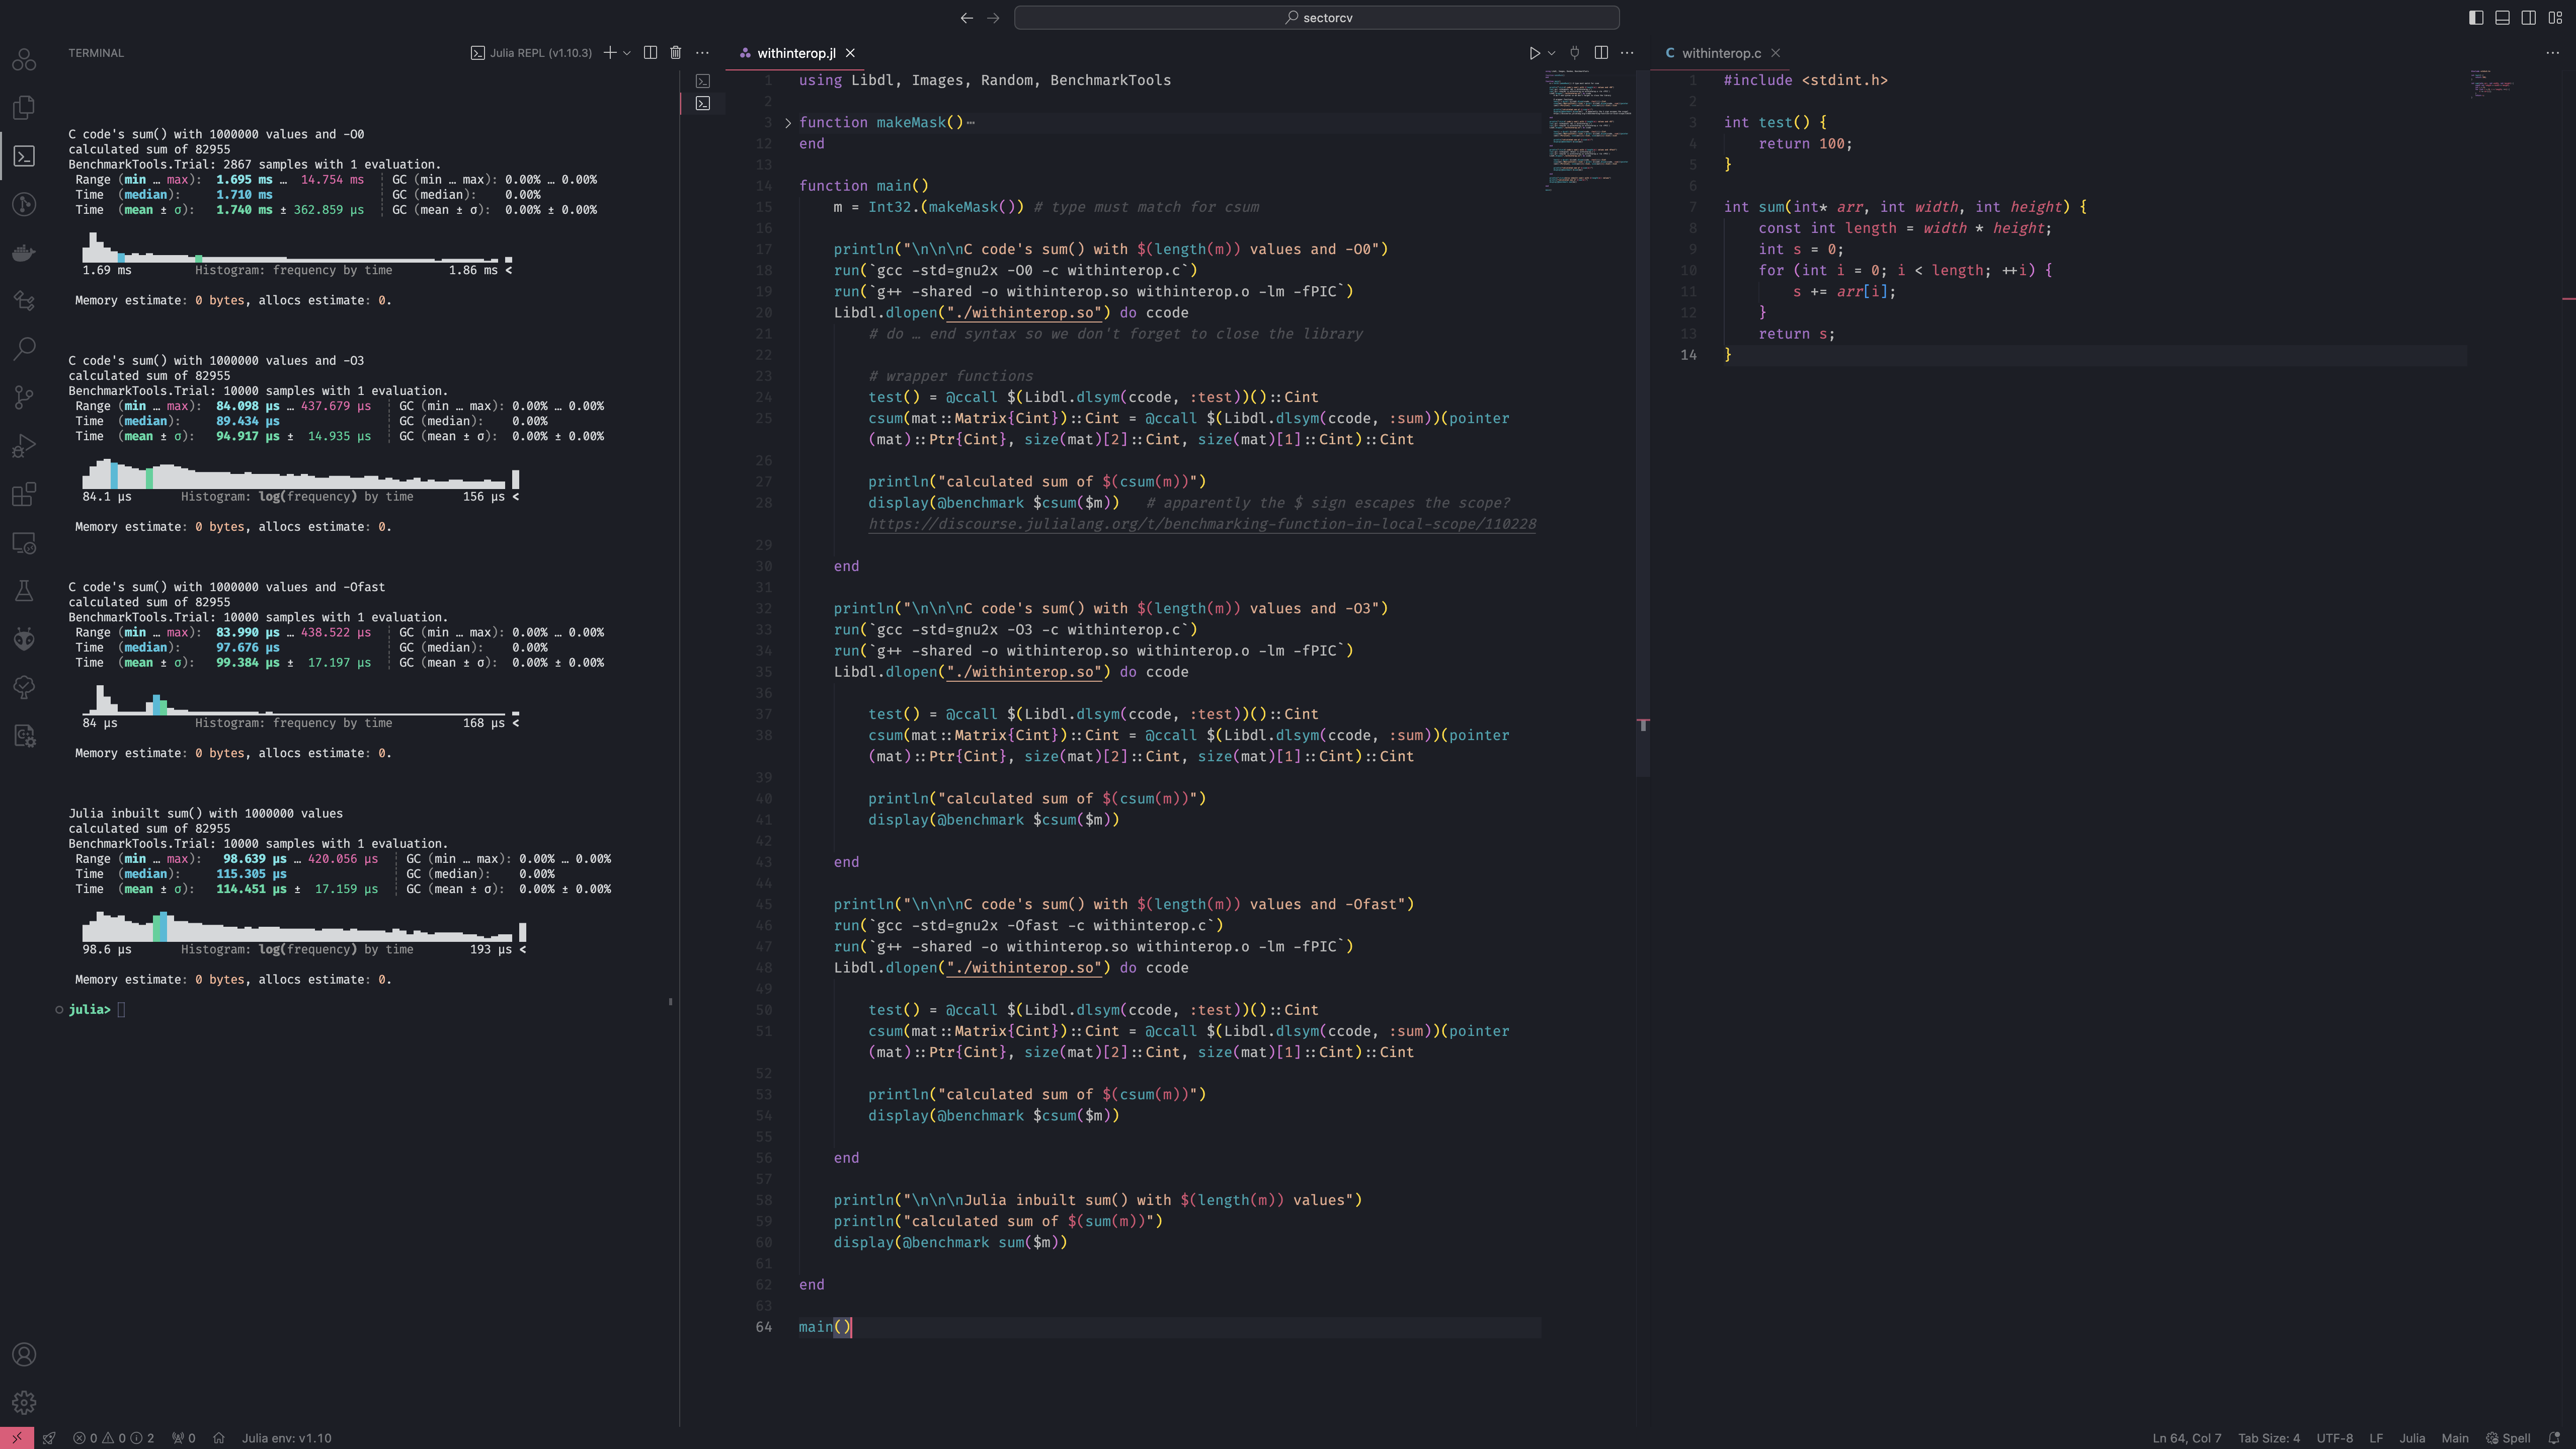 sectorcv
TERMINAL
Julia REPL (v1.10.3)
C code's sum() with 1000000 values and -O0
calculated sum of 82955
BenchmarkTools.Trial: 2867 samples with 1 evaluation.
Range (min … max): 1.695 ms … 14.754 ms ┊ GC (min … max): 0.00% … 0.00%
Time (median): 1.710 ms ┊ GC (median): 0.00%
Time (mean ± σ): 1.740 ms ± 362.859 μs ┊ GC (mean ± σ): 0.00% ± 0.00%
1.69 ms Histogram: frequency by time 1.86 ms <
Memory estimate: 0 bytes, allocs estimate: 0.
C code's sum() with 1000000 values and -O3
calculated sum of 82955
BenchmarkTools.Trial: 10000 samples with 1 evaluation.
Range (min … max): 84.098 μs … 437.679 μs ┊ GC (min … max): 0.00% … 0.00%
Time (median): 89.434 μs ┊ GC (median): 0.00%
Time (mean ± σ): 94.917 μs ± 14.935 μs ┊ GC (mean ± σ): 0.00% ± 0.00%
84.1 μs Histogram: log(frequency) by time 156 μs <
Memory estimate: 0 bytes, allocs estimate: 0.
C code's sum() with 1000000 values and -Ofast
calculated sum of 82955
BenchmarkTools.Trial: 10000 samples with 1 evaluation.
Range (min … max): 83.990 μs … 438.522 μs ┊ GC (min … max): 0.00% … 0.00%
Time (median): 97.676 μs ┊ GC (median): 0.00%
Time (mean ± σ): 99.384 μs ± 17.197 μs ┊ GC (mean ± σ): 0.00% ± 0.00%
84 μs Histogram: frequency by time 168 μs <
Memory estimate: 0 bytes, allocs estimate: 0.
Julia inbuilt sum() with 1000000 values
calculated sum of 82955
BenchmarkTools.Trial: 10000 samples with 1 evaluation.
Range (min … max): 98.639 μs … 420.056 μs ┊ GC (min … max): 0.00% … 0.00%
Time (median): 115.305 μs ┊ GC (median): 0.00%
Time (mean ± σ): 114.451 μs ± 17.159 μs ┊ GC (mean ± σ): 0.00% ± 0.00%
98.6 μs Histogram: log(frequency) by time 193 μs <
Memory estimate: 0 bytes, allocs estimate: 0.
julia>
withinterop.jl
1 using Libdl, Images, Random, BenchmarkTools
2
3 function makeMask() ⋯
12 end
13
14 function main()
15 m = Int32.(makeMask()) # type must match for csum
16
17 println("\n\n\nC code's sum() with $(length(m)) values and -O0")
18 run(`gcc -std=gnu2x -O0 -c withinterop.c`)
19 run(`g++ -shared -o withinterop.so withinterop.o -lm -fPIC`)
20 Libdl.dlopen("./withinterop.so") do ccode
21 # do … end syntax so we don't forget to close the library
22
23 # wrapper functions
24 test() = @ccall $(Libdl.dlsym(ccode, :test))()::Cint
25 csum(mat::Matrix{Cint})::Cint = @ccall $(Libdl.dlsym(ccode, :sum))(pointer
(mat)::Ptr{Cint}, size(mat)[2]::Cint, size(mat)[1]::Cint)::Cint
26
27 println("calculated sum of $(csum(m))")
28 display(@benchmark $csum($m)) # apparently the $ sign escapes the scope?
https://discourse.julialang.org/t/benchmarking-function-in-local-scope/110228
29
30 end
31
32 println("\n\n\nC code's sum() with $(length(m)) values and -O3")
33 run(`gcc -std=gnu2x -O3 -c withinterop.c`)
34 run(`g++ -shared -o withinterop.so withinterop.o -lm -fPIC`)
35 Libdl.dlopen("./withinterop.so") do ccode
36
37 test() = @ccall $(Libdl.dlsym(ccode, :test))()::Cint
38 csum(mat::Matrix{Cint})::Cint = @ccall $(Libdl.dlsym(ccode, :sum))(pointer
(mat)::Ptr{Cint}, size(mat)[2]::Cint, size(mat)[1]::Cint)::Cint
39
40 println("calculated sum of $(csum(m))")
41 display(@benchmark $csum($m))
42
43 end
44
45 println("\n\n\nC code's sum() with $(length(m)) values and -Ofast")
46 run(`gcc -std=gnu2x -Ofast -c withinterop.c`)
47 run(`g++ -shared -o withinterop.so withinterop.o -lm -fPIC`)
48 Libdl.dlopen("./withinterop.so") do ccode
49
50 test() = @ccall $(Libdl.dlsym(ccode, :test))()::Cint
51 csum(mat::Matrix{Cint})::Cint = @ccall $(Libdl.dlsym(ccode, :sum))(pointer
(mat)::Ptr{Cint}, size(mat)[2]::Cint, size(mat)[1]::Cint)::Cint
52
53 println("calculated sum of $(csum(m))")
54 display(@benchmark $csum($m))
55
56 end
57
58 println("\n\n\nJulia inbuilt sum() with $(length(m)) values")
59 println("calculated sum of $(sum(m))")
60 display(@benchmark sum($m))
61
62 end
63
64 main()
C withinterop.c
1 #include <stdint.h>
2
3 int test() {
4 return 100;
5 }
6
7 int sum(int* arr, int width, int height) {
8 const int length = width * height;
9 int s = 0;
10 for (int i = 0; i < length; ++i) {
11 s += arr[i];
12 }
13 return s;
14 }
0 0 2 0 Julia env: v1.10
Ln 64, Col 7 Tab Size: 4 UTF-8 LF Julia Main Spell